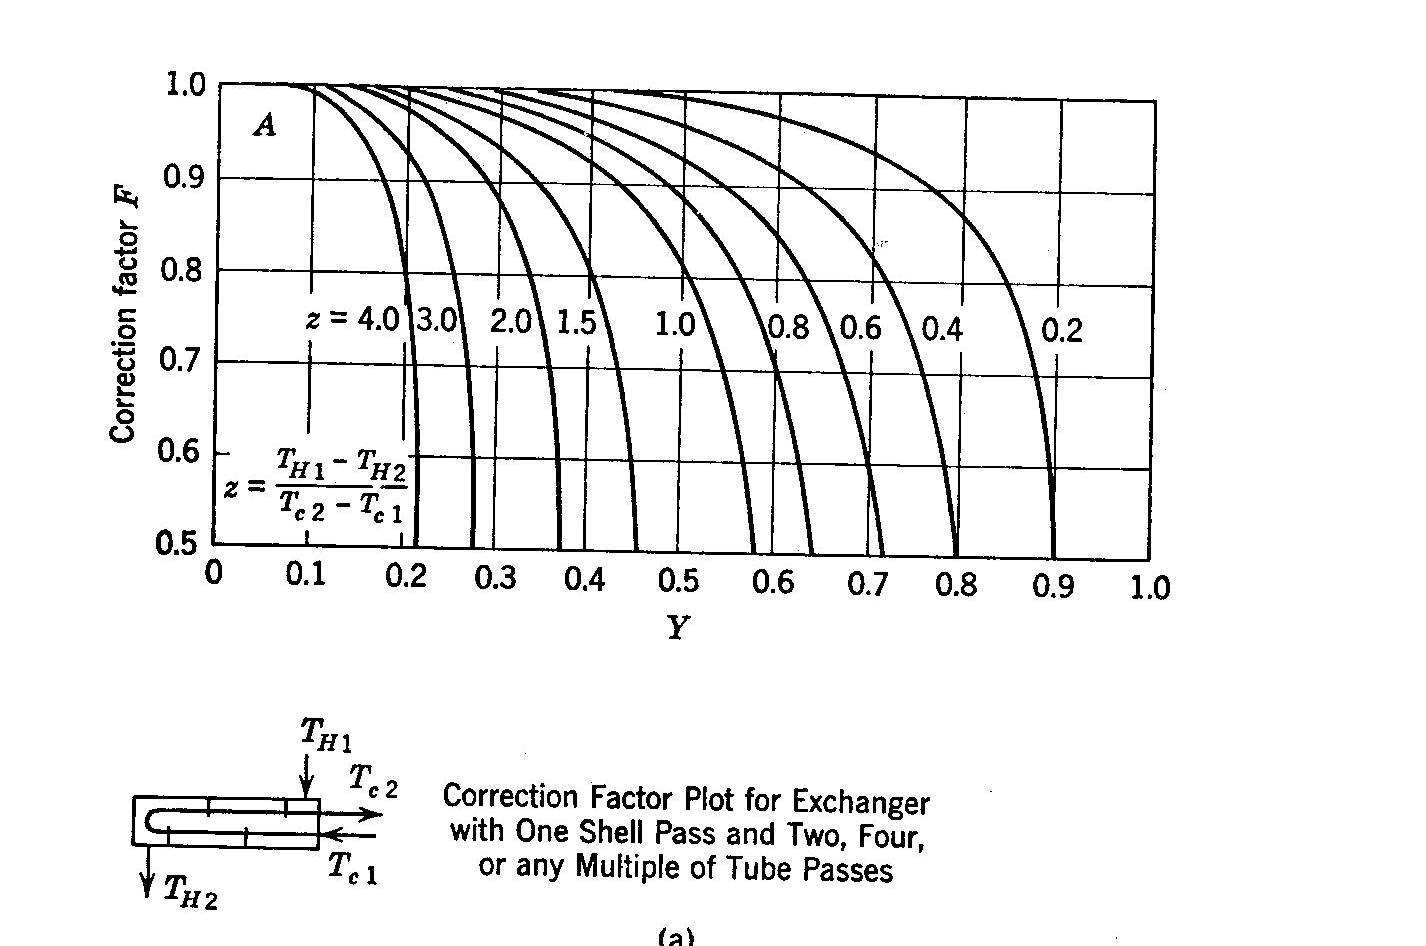 1.0
A
0.9
0.8
0.7
0.6
0.5
Correction factor F
z = 4.0 3.0 2.0 1.5 1.0 0.8 0.6 0.4 0.2
z = (T_H1 - T_H2) / (T_c2 - T_c1)
0 0.1 0.2 0.3 0.4 0.5 0.6 0.7 0.8 0.9 1.0
Y
T_H1
T_c2
T_c1
T_H2
Correction Factor Plot for Exchanger
with One Shell Pass and Two, Four,
or any Multiple of Tube Passes
(a)